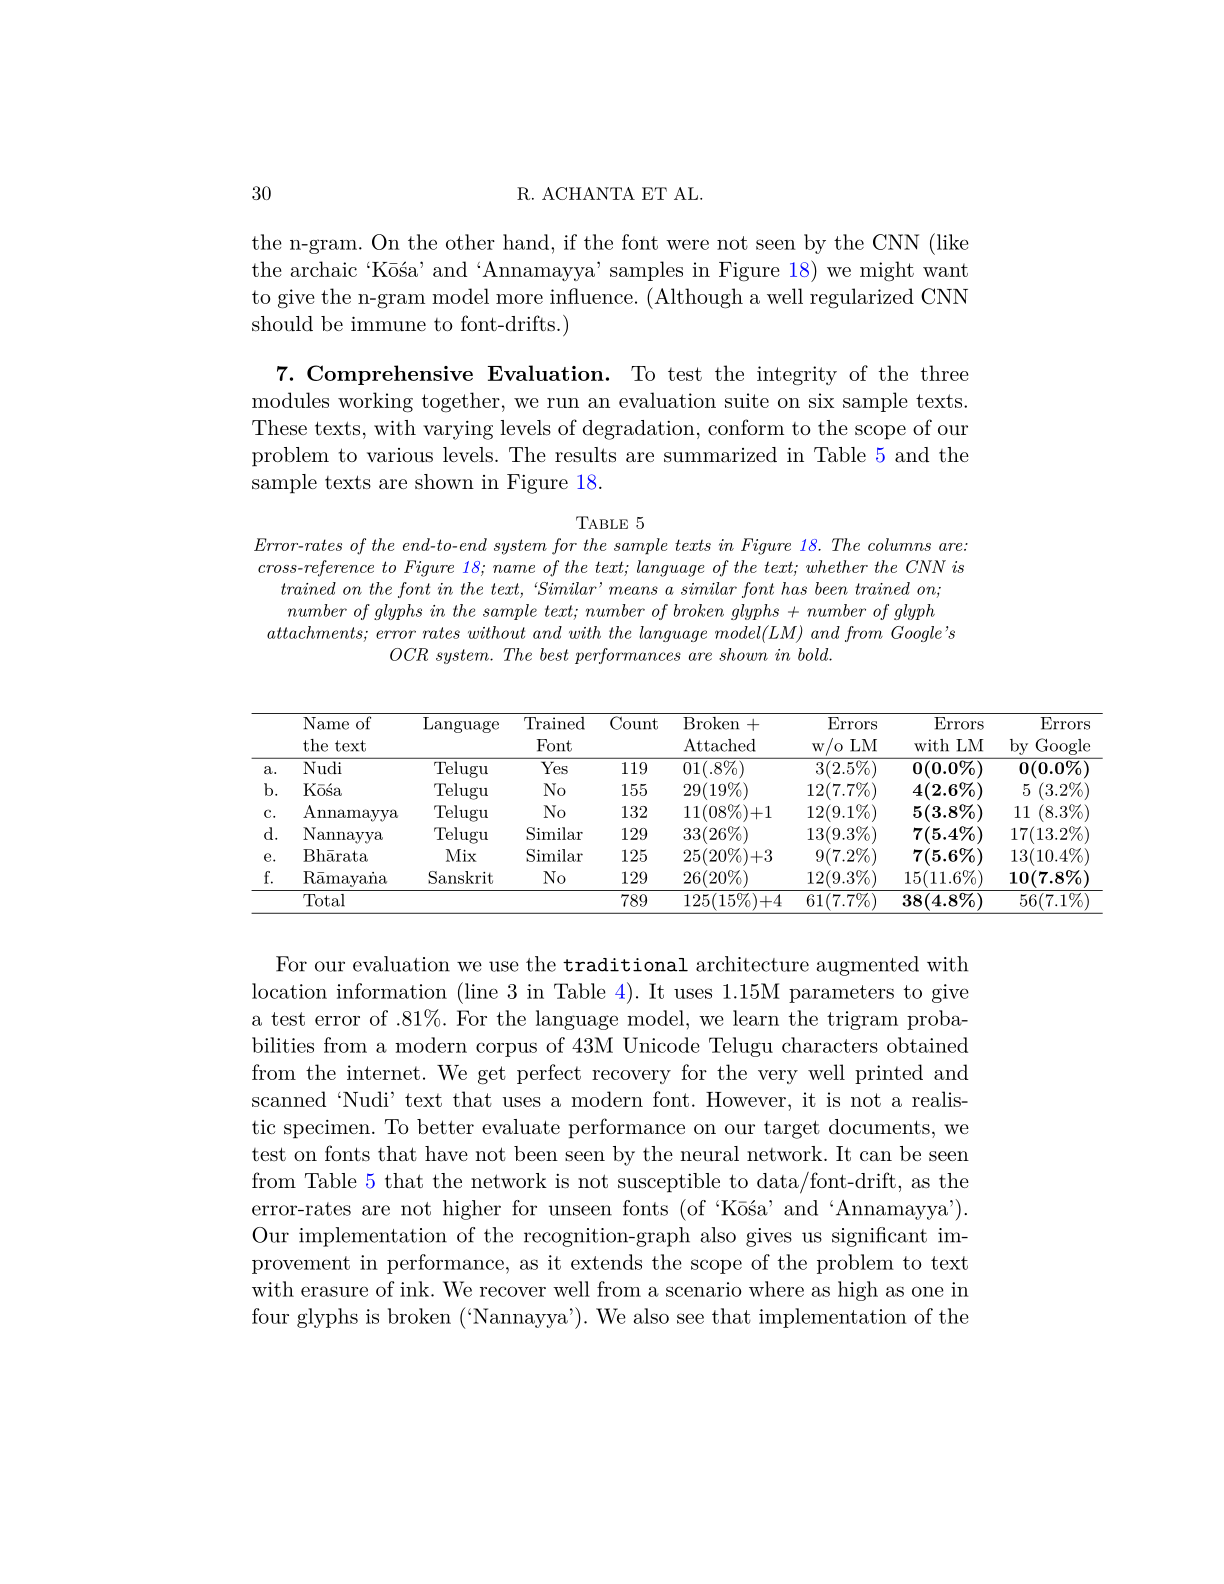 30 R. ACHANTA ET AL.
the n-gram. On the other hand, if the font were not seen by the CNN (like
the archaic ‘Kōśa’ and ‘Annamayya’ samples in Figure 18) we might want
to give the n-gram model more influence. (Although a well regularized CNN
should be immune to font-drifts.)
7. Comprehensive Evaluation. To test the integrity of the three
modules working together, we run an evaluation suite on six sample texts.
These texts, with varying levels of degradation, conform to the scope of our
problem to various levels. The results are summarized in Table 5 and the
sample texts are shown in Figure 18.
Table 5
Error-rates of the end-to-end system for the sample texts in Figure 18. The columns are:
cross-reference to Figure 18; name of the text; language of the text; whether the CNN is
trained on the font in the text, ‘Similar’ means a similar font has been trained on;
number of glyphs in the sample text; number of broken glyphs + number of glyph
attachments; error rates without and with the language model(LM) and from Google’s
OCR system. The best performances are shown in bold.
Name of Language Trained Count Broken + Errors Errors Errors
the text Font Attached w/o LM with LM by Google
a. Nudi Telugu Yes 119 01(.8%) 3(2.5%) 0(0.0%) 0(0.0%)
b. Kōśa Telugu No 155 29(19%) 12(7.7%) 4(2.6%) 5 (3.2%)
c. Annamayya Telugu No 132 11(08%)+1 12(9.1%) 5(3.8%) 11 (8.3%)
d. Nannayya Telugu Similar 129 33(26%) 13(9.3%) 7(5.4%) 17(13.2%)
e. Bhārata Mix Similar 125 25(20%)+3 9(7.2%) 7(5.6%) 13(10.4%)
f. Rāmayaṅa Sanskrit No 129 26(20%) 12(9.3%) 15(11.6%) 10(7.8%)
Total 789 125(15%)+4 61(7.7%) 38(4.8%) 56(7.1%)
For our evaluation we use the traditional architecture augmented with
location information (line 3 in Table 4). It uses 1.15M parameters to give
a test error of .81%. For the language model, we learn the trigram proba-
bilities from a modern corpus of 43M Unicode Telugu characters obtained
from the internet. We get perfect recovery for the very well printed and
scanned ‘Nudi’ text that uses a modern font. However, it is not a realis-
tic specimen. To better evaluate performance on our target documents, we
test on fonts that have not been seen by the neural network. It can be seen
from Table 5 that the network is not susceptible to data/font-drift, as the
error-rates are not higher for unseen fonts (of ‘Kōśa’ and ‘Annamayya’).
Our implementation of the recognition-graph also gives us significant im-
provement in performance, as it extends the scope of the problem to text
with erasure of ink. We recover well from a scenario where as high as one in
four glyphs is broken (‘Nannayya’). We also see that implementation of the